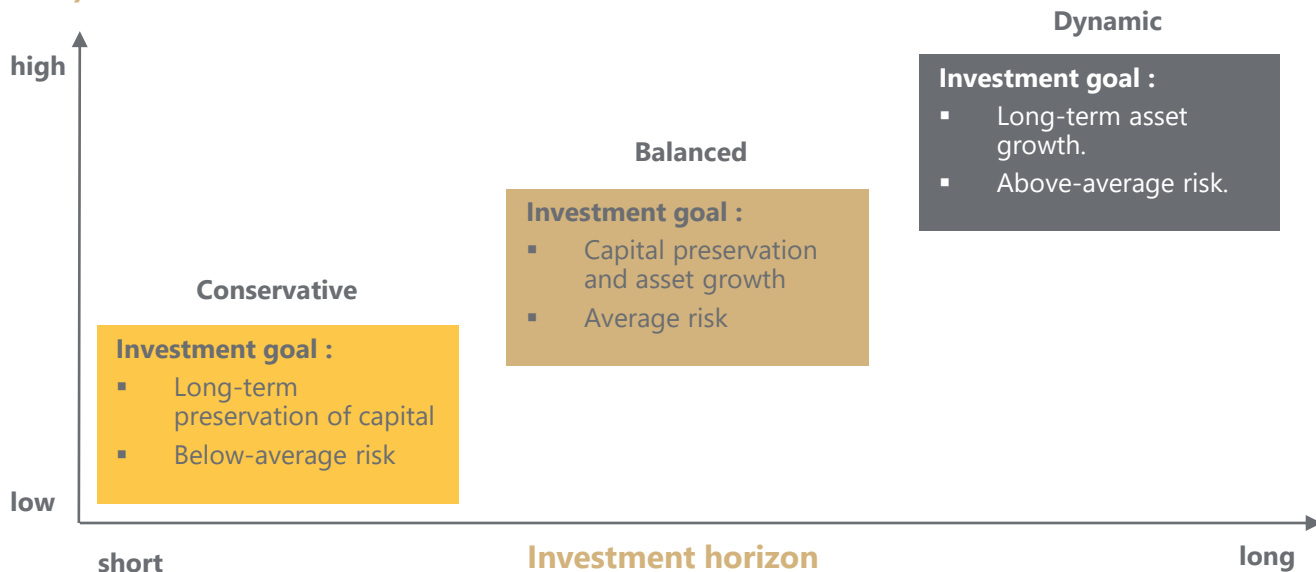 Dynamic
high
Investment goal :
▪ Long-term asset
growth.
▪ Above-average risk.
Balanced
Investment goal :
▪ Capital preservation
and asset growth
▪ Average risk
Conservative
Investment goal :
▪ Long-term
preservation of capital
▪ Below-average risk
low
short
Investment horizon
long